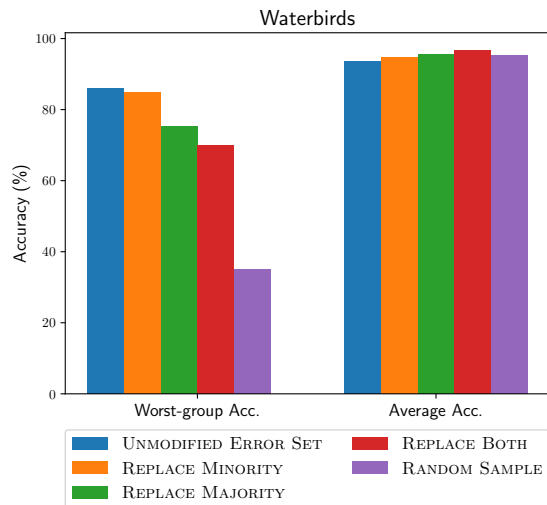 Waterbirds
Accuracy (%)
100
80
60
40
20
0
Worst-group Acc.
Average Acc.
UNMODIFIED ERROR SET
REPLACE MINORITY
REPLACE MAJORITY
REPLACE BOTH
RANDOM SAMPLE